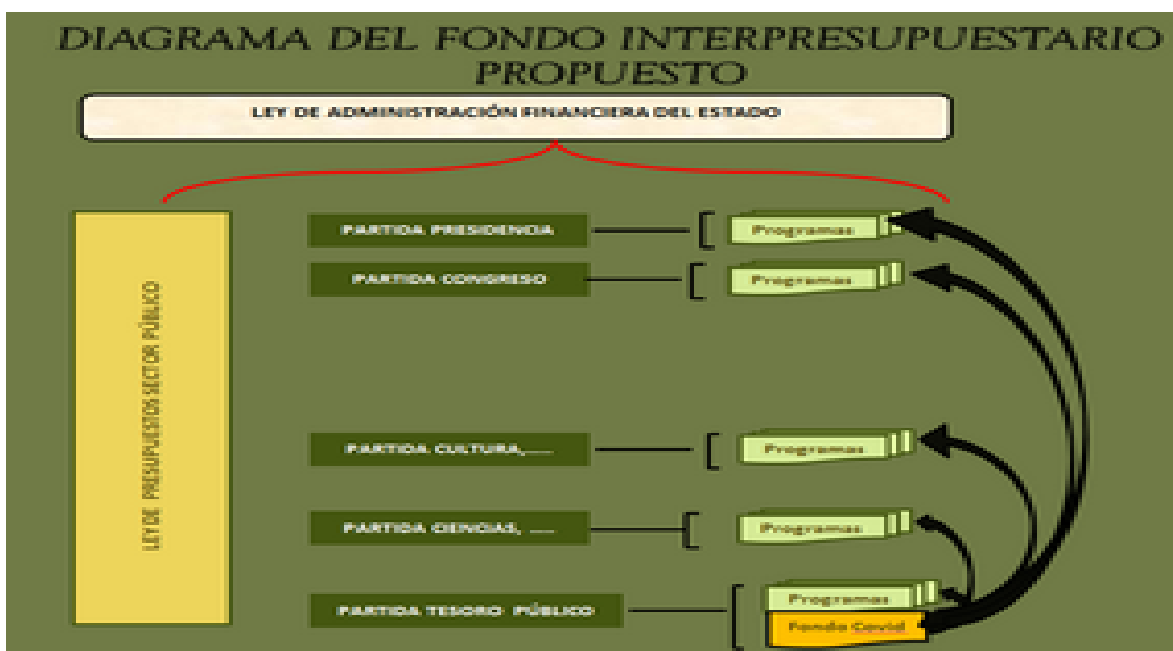 DIAGRAMA DEL FONDO INTERPRESUPUESTARIO
PROPUESTO
LEY DE ADMINISTRACIÓN FINANCIERA DEL ESTADO
LEY DE PRESUPUESTOS SECTOR PÚBLICO
PARTIDA PRESIDENCIA
Programas
PARTIDA CONGRESO
Programas
PARTIDA CULTURA,.....
Programas
PARTIDA CIENCIAS, .....
Programas
PARTIDA TESORO PÚBLICO
Programas
Fondo Covid